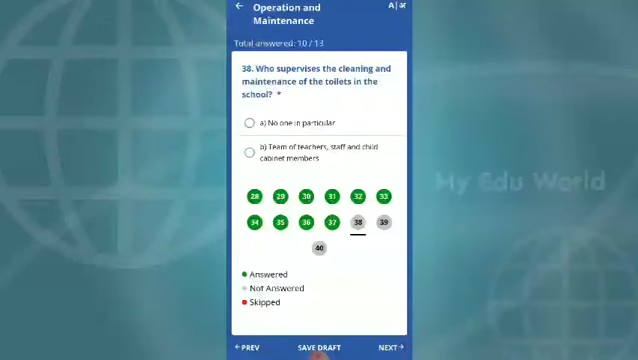 ← Operation and A|अ
Maintenance
Total answered: 10 / 13
38. Who supervises the cleaning and
maintenance of the toilets in the
school? *
a) No one in particular
b) Team of teachers, staff and child
cabinet members
28 29 30 31 32 33
34 35 36 37 38 39
40
Answered
Not Answered
Skipped
← PREV SAVE DRAFT NEXT →
My Edu World